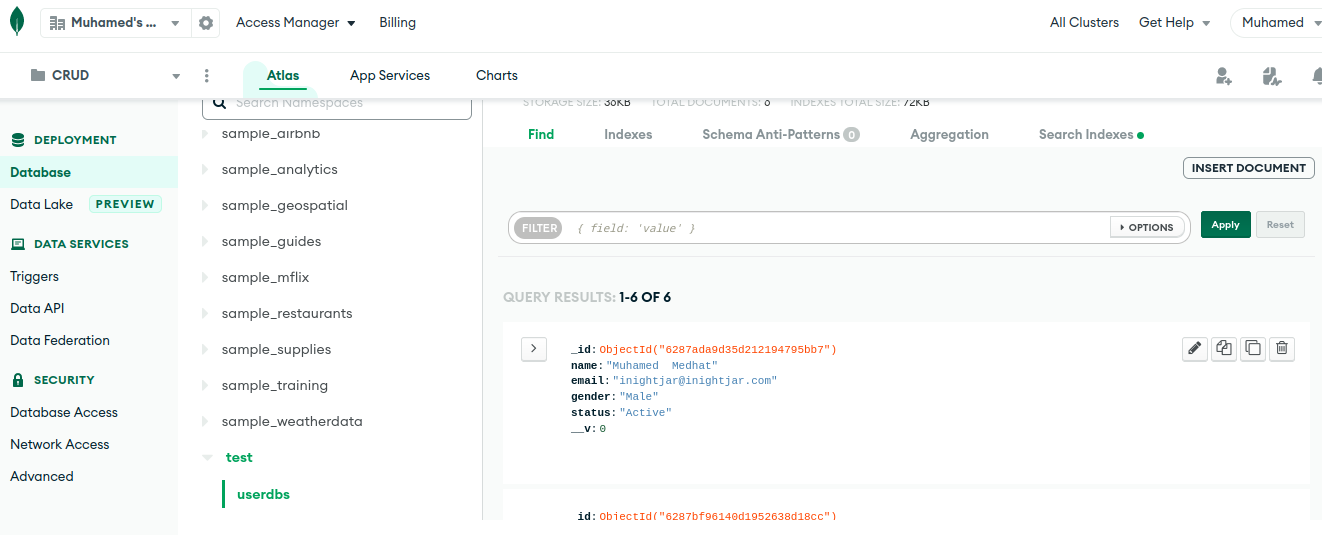 Muhamed's ...
Access Manager
Billing
All Clusters
Get Help
Muhamed
CRUD
Atlas
App Services
Charts
DEPLOYMENT
Database
Data Lake
PREVIEW
DATA SERVICES
Triggers
Data API
Data Federation
SECURITY
Database Access
Network Access
Advanced
Search Namespaces
sample_airbnb
sample_analytics
sample_geospatial
sample_guides
sample_mflix
sample_restaurants
sample_supplies
sample_training
sample_weatherdata
test
userdbs
STORAGE SIZE: 36KB TOTAL DOCUMENTS: 6 INDEXES TOTAL SIZE: 72KB
Find
Indexes
Schema Anti-Patterns 0
Aggregation
Search Indexes
INSERT DOCUMENT
FILTER { field: 'value' }
OPTIONS
Apply
Reset
QUERY RESULTS: 1-6 OF 6
_id: ObjectId("6287ada9d35d212194795bb7")
name: "Muhamed  Medhat"
email: "inightjar@inightjar.com"
gender: "Male"
status: "Active"
__v: 0
_id: ObjectId("6287bf96140d1952638d18cc")